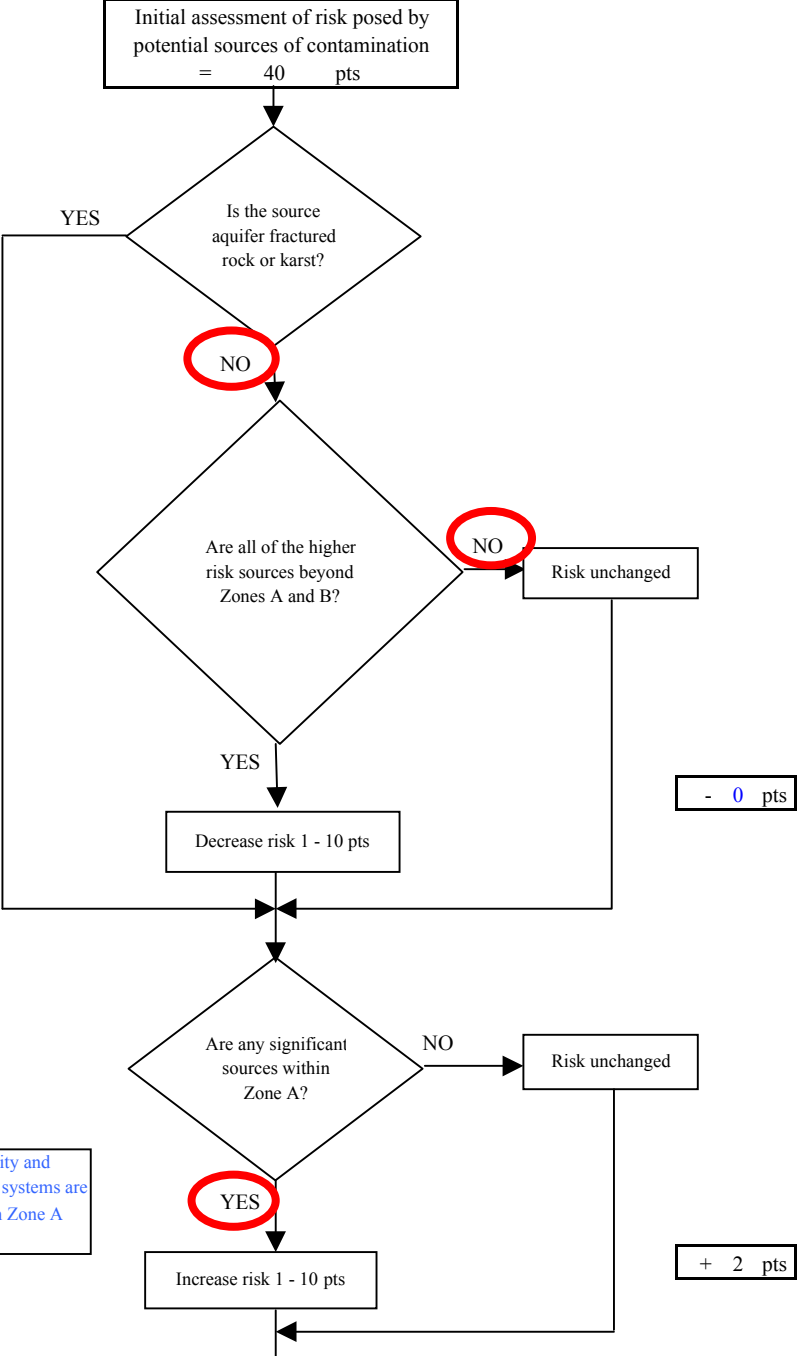 Initial assessment of risk posed by
potential sources of contamination
= 40 pts
YES
Is the source
aquifer fractured
rock or karst?
NO
Are all of the higher
risk sources beyond
Zones A and B?
NO
Risk unchanged
YES
- 0 pts
Decrease risk 1 - 10 pts
Are any significant
sources within
Zone A?
NO
Risk unchanged
ity and
systems are
Zone A
YES
+ 2 pts
Increase risk 1 - 10 pts